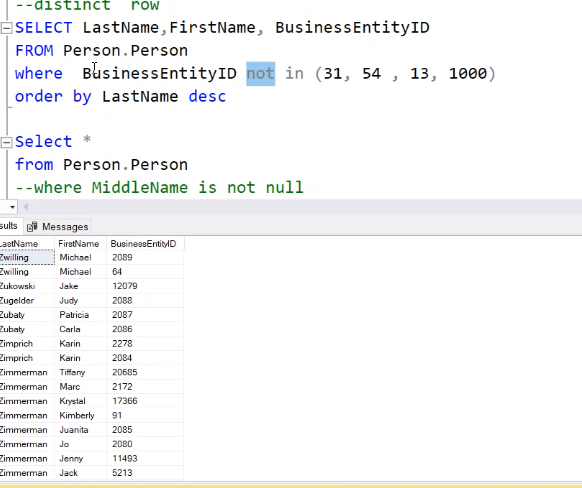 --distinct row
SELECT LastName,FirstName, BusinessEntityID
FROM Person.Person
where BusinessEntityID not in (31, 54 , 13, 1000)
order by LastName desc
Select *
from Person.Person
--where MiddleName is not null
sults Messages
LastName FirstName BusinessEntityID
Zwilling Michael 2089
Zwilling Michael 64
Zukowski Jake 12079
Zugelder Judy 2088
Zubaty Patricia 2087
Zubaty Carla 2086
Zimprich Karin 2278
Zimprich Karin 2084
Zimmerman Tiffany 20685
Zimmerman Marc 2172
Zimmerman Krystal 17366
Zimmerman Kimberly 91
Zimmerman Juanita 2085
Zimmerman Jo 2080
Zimmerman Jenny 11493
Zimmerman Jack 5213